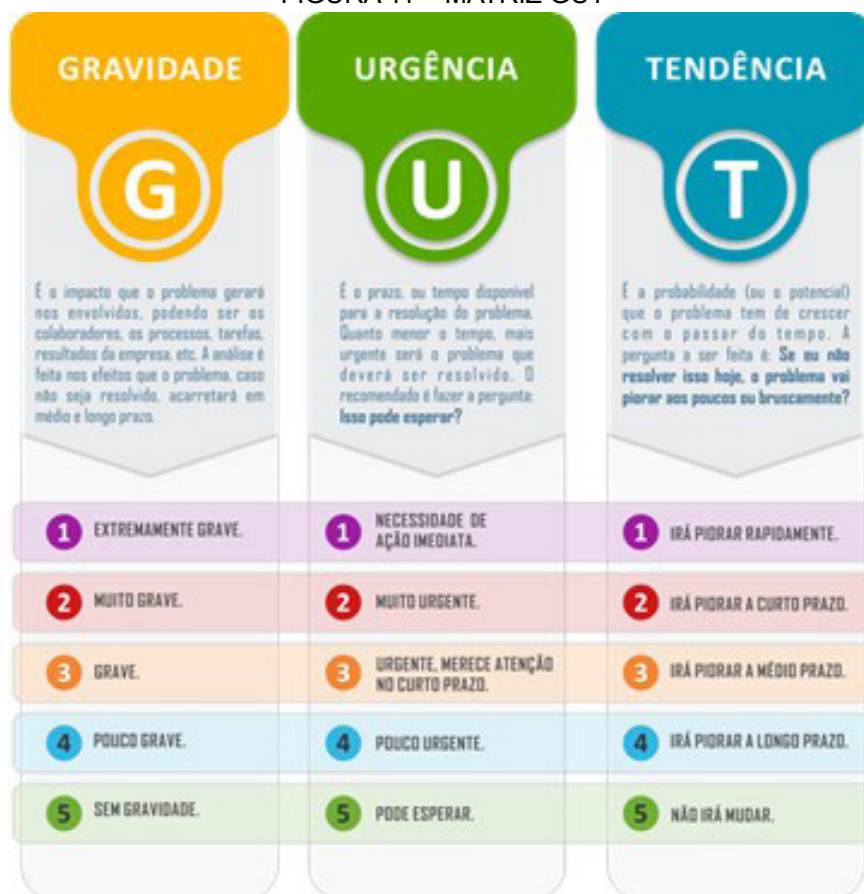 GRAVIDADE
G
É o impacto que o problema gerará
nos envolvidos, podendo ser os
colaboradores, os processos, tarefas,
resultados da empresa, etc. A análise é
feita nos efeitos que o problema, caso
não seja resolvido, acarretará em
médio e longo prazo.
URGÊNCIA
U
É o prazo, ou tempo disponível
para a resolução do problema.
Quanto menor o tempo, mais
urgente será o problema que
deverá ser resolvido. O
recomendado é fazer a pergunta:
Isso pode esperar?
TENDÊNCIA
T
É a probabilidade (ou o potencial)
que o problema tem de crescer
com o passar do tempo. A
pergunta a ser feita é: Se eu não
resolver isso hoje, o problema vai
piorar aos poucos ou bruscamente?
1 EXTREMAMENTE GRAVE.
2 MUITO GRAVE.
3 GRAVE.
4 POUCO GRAVE.
5 SEM GRAVIDADE.
1 NECESSIDADE DE
AÇÃO IMEDIATA.
2 MUITO URGENTE.
3 URGENTE, MERECE ATENÇÃO
NO CURTO PRAZO.
4 POUCO URGENTE.
5 PODE ESPERAR.
1 IRÁ PIORAR RAPIDAMENTE.
2 IRÁ PIORAR A CURTO PRAZO.
3 IRÁ PIORAR A MÉDIO PRAZO.
4 IRÁ PIORAR A LONGO PRAZO.
5 NÃO IRÁ MUDAR.